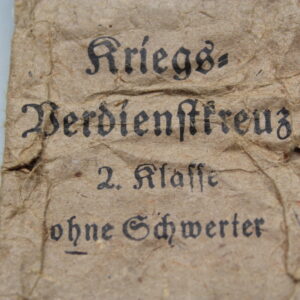 Kriegs=
Verdienstkreuz
2. Klasse
ohne Schwerter